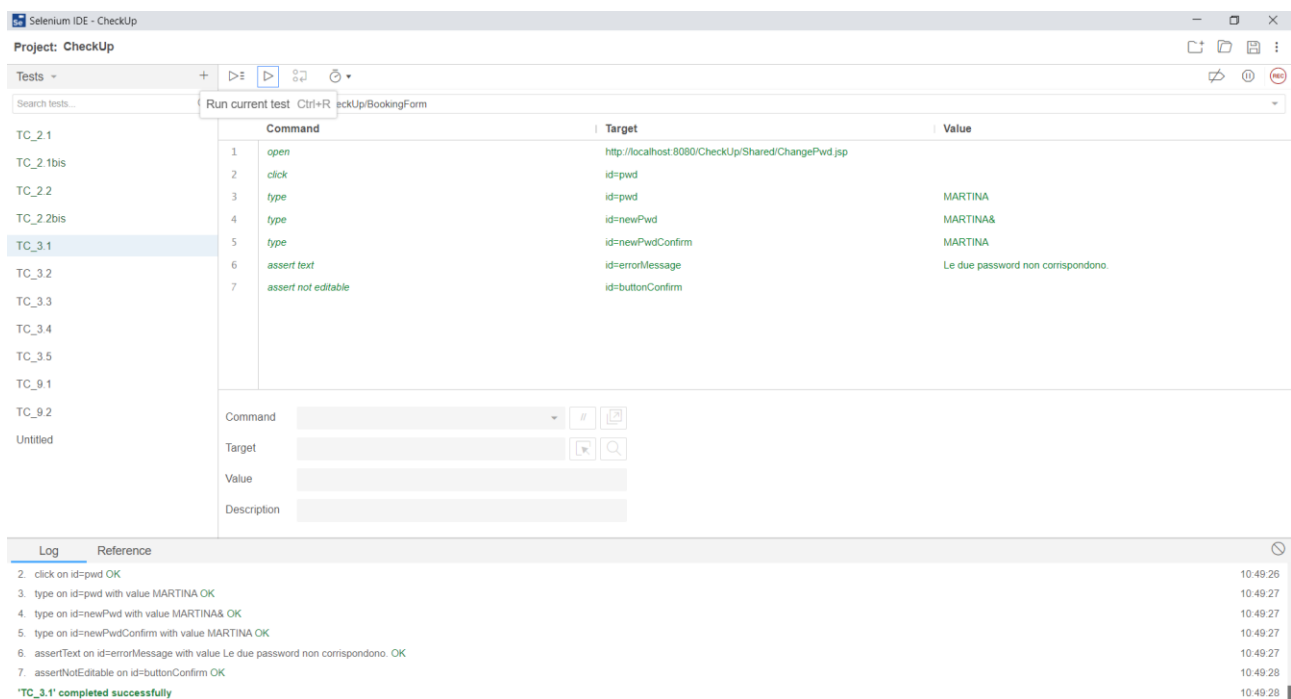 Selenium IDE - CheckUp
Project: CheckUp
Tests
Search tests...
Run current test Ctrl+R
eckUp/BookingForm
Command Target Value
TC_2.1
TC_2.1bis
TC_2.2
TC_2.2bis
TC_3.1
TC_3.2
TC_3.3
TC_3.4
TC_3.5
TC_9.1
TC_9.2
Untitled
1 open http://localhost:8080/CheckUp/Shared/ChangePwd.jsp
2 click id=pwd
3 type id=pwd MARTINA
4 type id=newPwd MARTINA&
5 type id=newPwdConfirm MARTINA
6 assert text id=errorMessage Le due password non corrispondono.
7 assert not editable id=buttonConfirm
Command
//
Target
Value
Description
Log Reference
2. click on id=pwd OK 10:49:26
3. type on id=pwd with value MARTINA OK 10:49:27
4. type on id=newPwd with value MARTINA& OK 10:49:27
5. type on id=newPwdConfirm with value MARTINA OK 10:49:27
6. assertText on id=errorMessage with value Le due password non corrispondono. OK 10:49:27
7. assertNotEditable on id=buttonConfirm OK 10:49:28
'TC_3.1' completed successfully 10:49:28
Se
REC